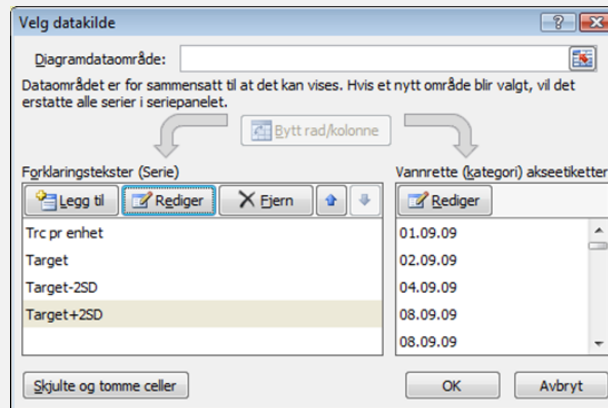 Velg datakilde
Diagramdataområde:
Dataområdet er for sammensatt til at det kan vises. Hvis et nytt område blir valgt, vil det
erstatte alle serier i seriepanelet.
Bytt rad/kolonne
Forklaringstekster (Serie)
Legg til
Rediger
Fjern
Trc pr enhet
Target
Target-2SD
Target+2SD
Vannrette (kategori) akseetiketter
Rediger
01.09.09
02.09.09
04.09.09
08.09.09
08.09.09
Skjulte og tomme celler
OK
Avbryt